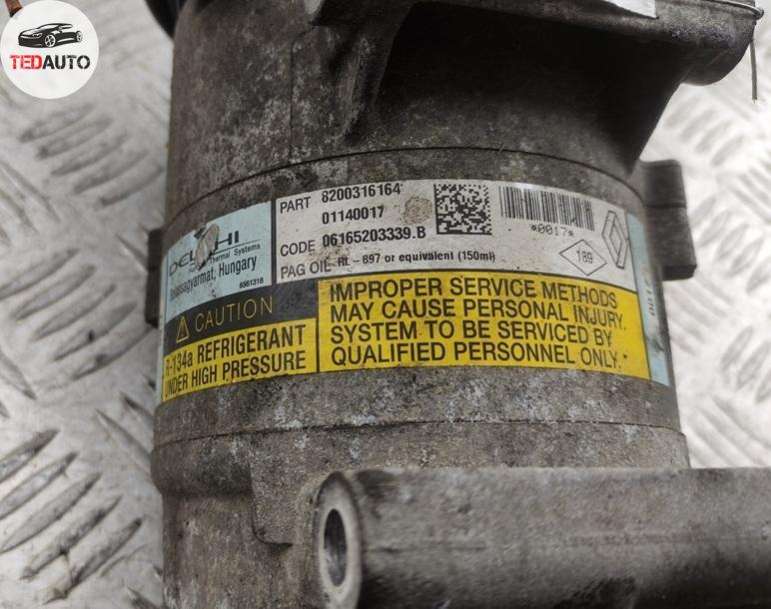 TEDAUTO
PART 8200316164
01140017
CODE 06165203339.B
PAG OIL- RL - 897 or equivalent (150ml)
*0017*
189
DELPHI
Thermal Systems
Hungary
6561316
CAUTION
R-134a REFRIGERANT
UNDER HIGH PRESSURE
IMPROPER SERVICE METHODS
MAY CAUSE PERSONAL INJURY.
SYSTEM TO BE SERVICED BY
QUALIFIED PERSONNEL ONLY.